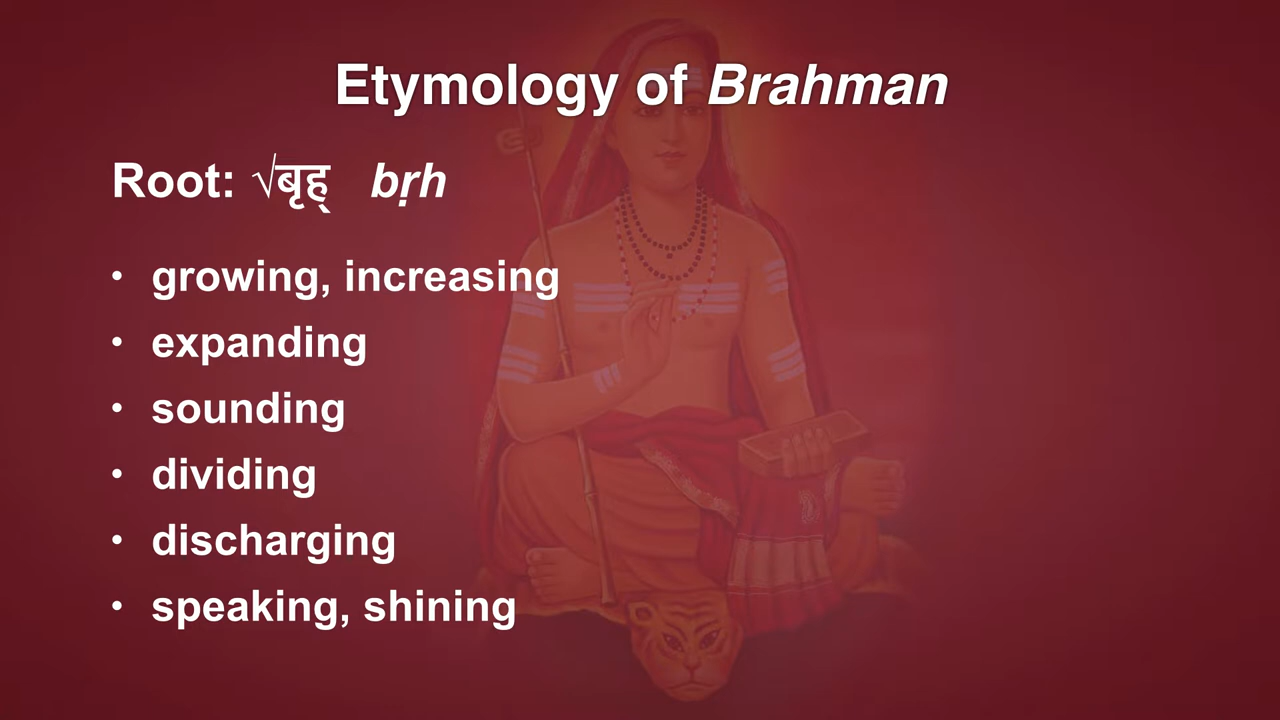 Etymology of Brahman
Root: √बृह् bṛh
• growing, increasing
• expanding
• sounding
• dividing
• discharging
• speaking, shining